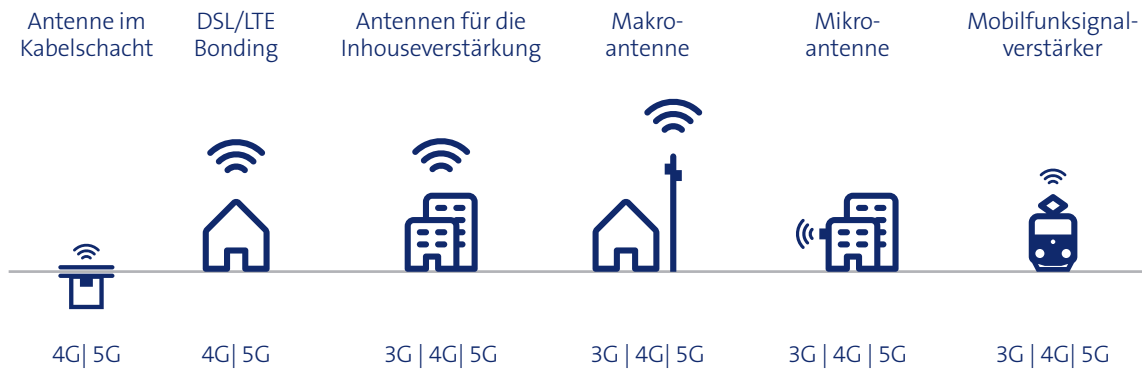 Antenne im
Kabelschacht
DSL/LTE
Bonding
Antennen für die
Inhouseverstärkung
Makro-
antenne
Mikro-
antenne
Mobilfunksignal-
verstärker
4G| 5G
4G| 5G
3G | 4G| 5G
3G | 4G| 5G
3G | 4G | 5G
3G | 4G| 5G